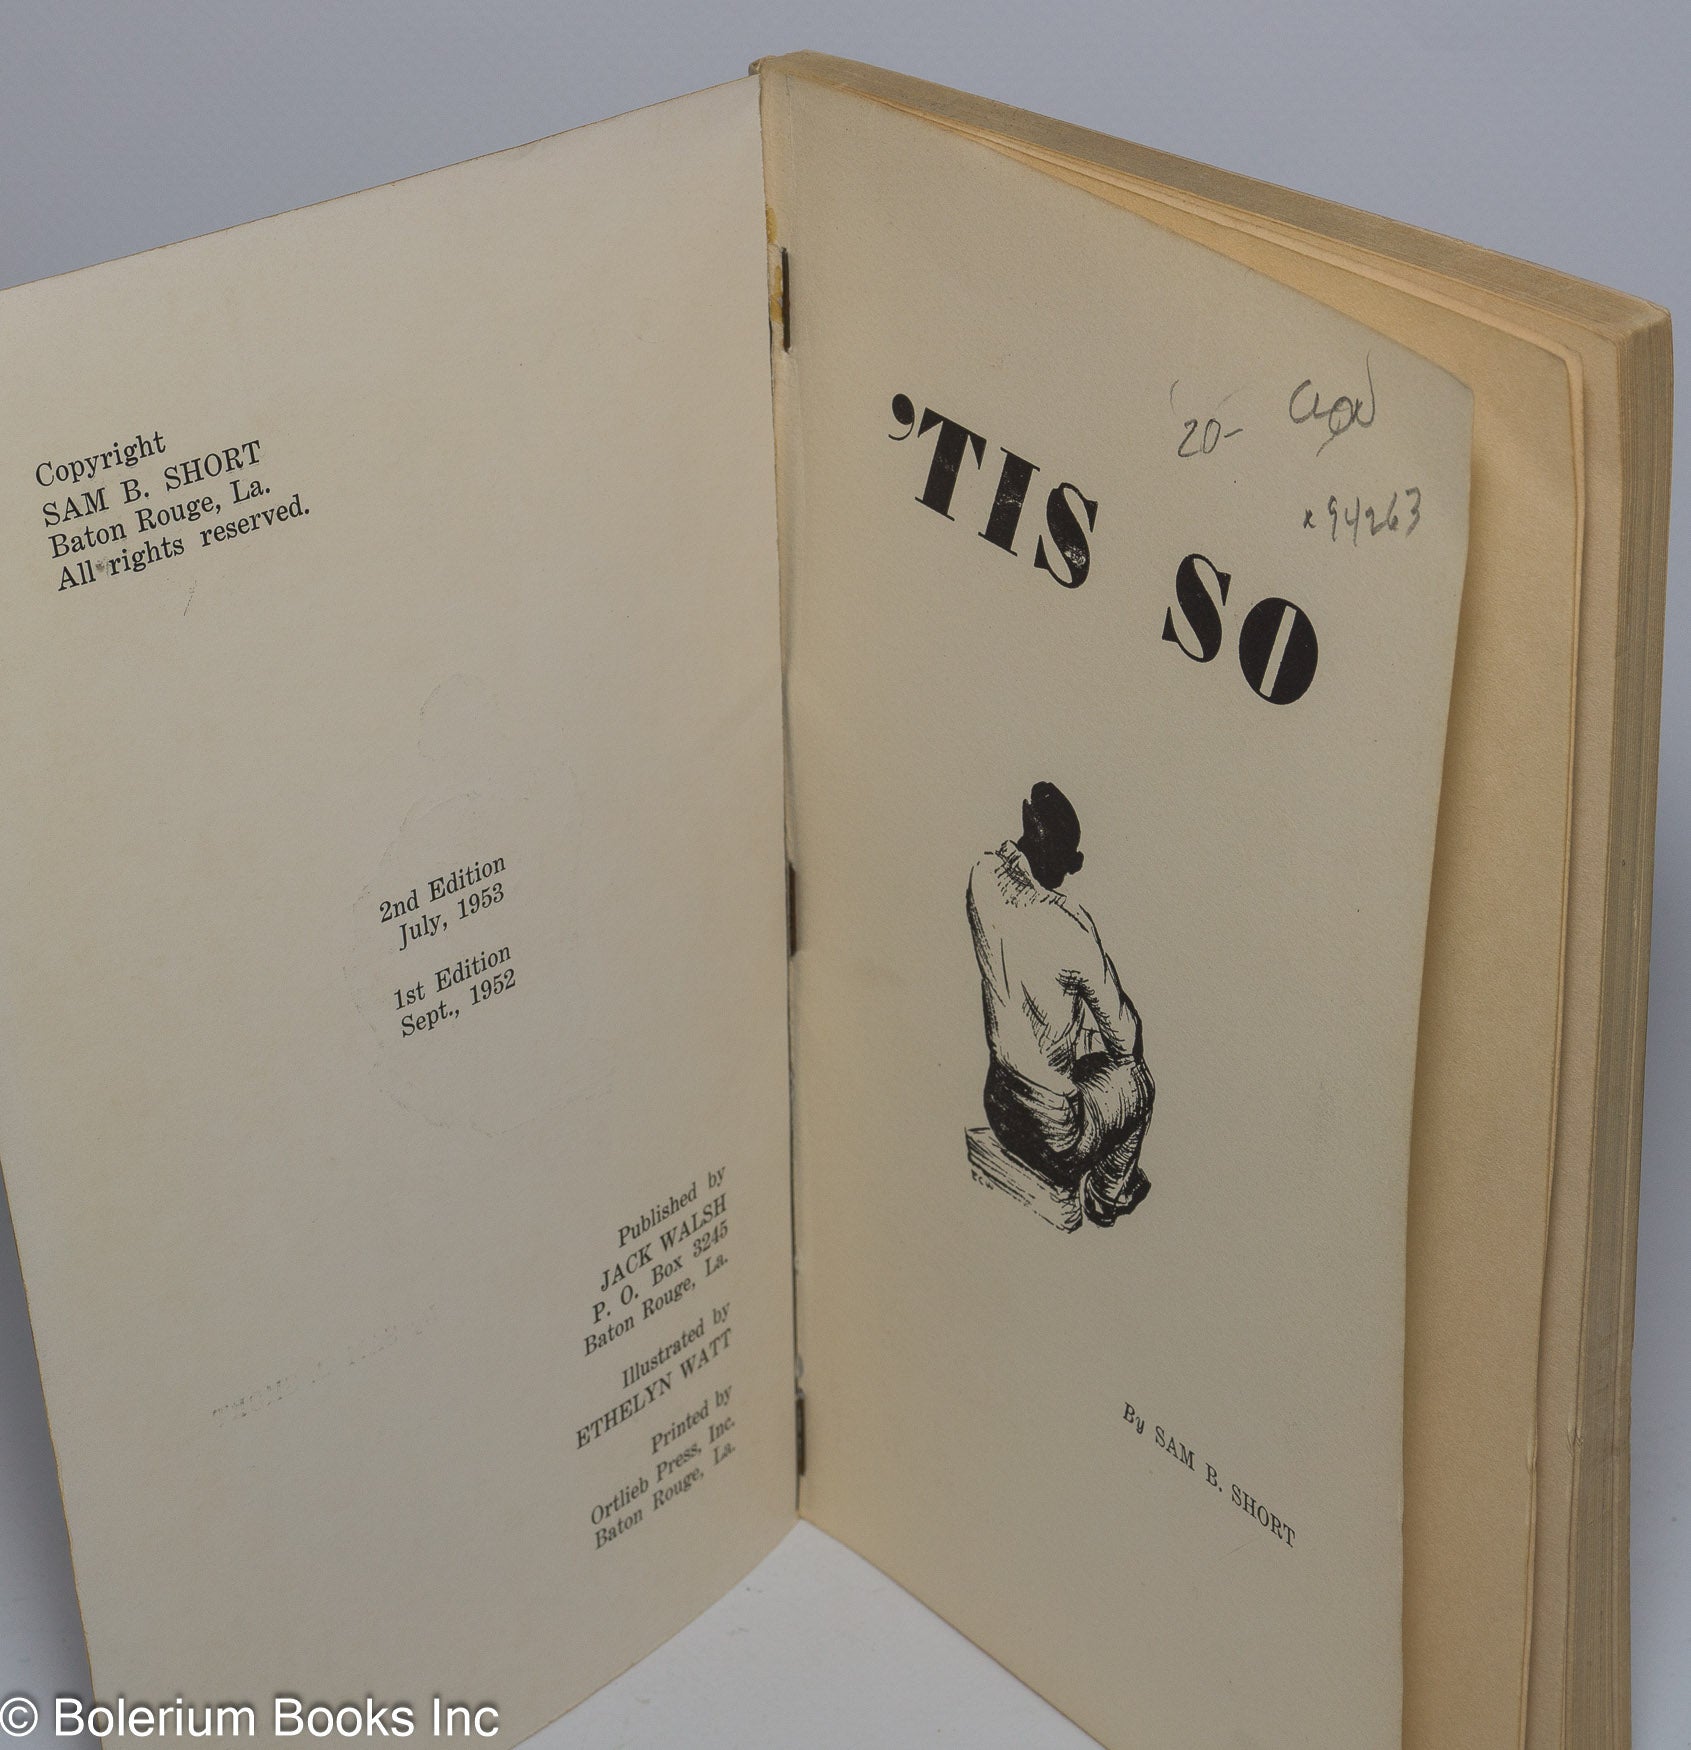 Copyright
SAM B. SHORT
Baton Rouge, La.
All rights reserved.
2nd Edition
July, 1953
1st Edition
Sept., 1952
Published by
JACK WALSH
P. O. Box 3245
Baton Rouge, La.
Illustrated by
ETHELYN WATT
Printed by
Ortlieb Press, Inc.
Baton Rouge, La.
'TIS SO
20-
94263
By SAM B. SHORT
© Bolerium Books Inc